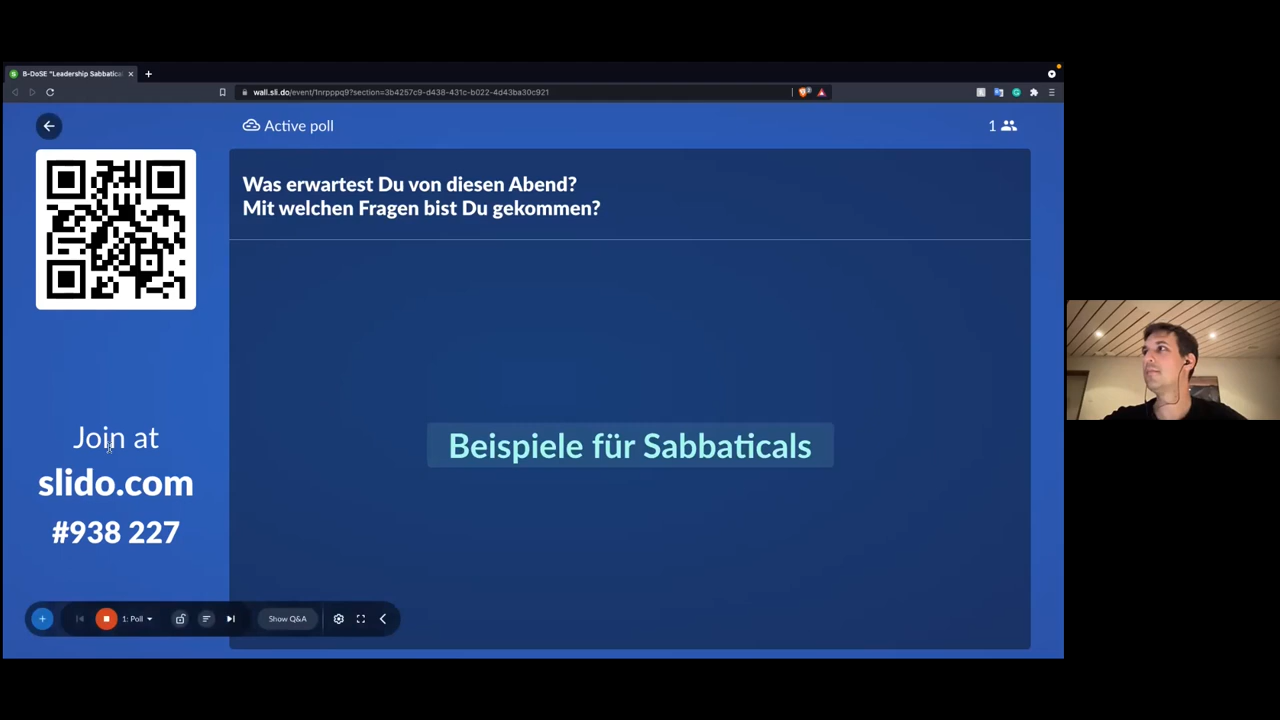 B-DoSE "Leadership Sabbatica
wall.sli.do/event/1nrpppq9?section=3b4257c9-d438-431c-b022-4d43ba30c921
Active poll
1
Was erwartest Du von diesen Abend?
Mit welchen Fragen bist Du gekommen?
Beispiele für Sabbaticals
Join at
slido.com
#938 227
1: Poll
Show Q&A